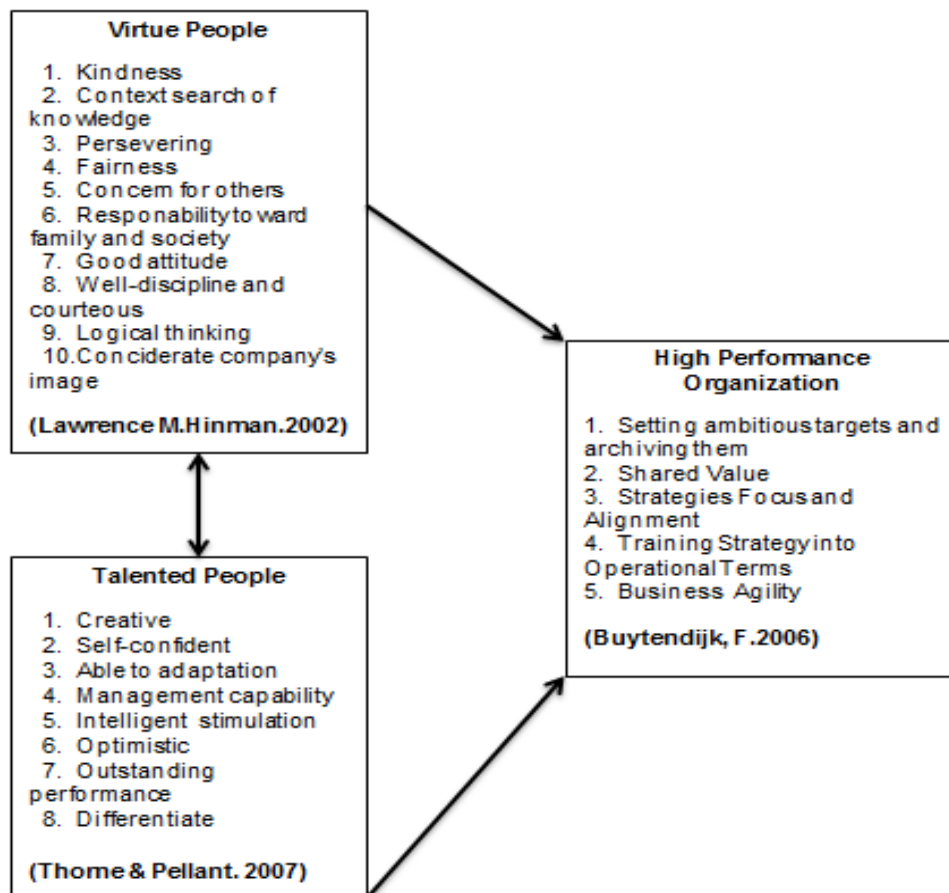 Virtue People
1. Kindness
2. Context search of
knowledge
3. Persevering
4. Fairness
5. Concern for others
6. Responability toward
family and society
7. Good attitude
8. Well-discipline and
courteous
9. Logical thinking
10.Conciderate company's
image
(Lawrence M.Hinman.2002)
Talented People
1. Creative
2. Self-confident
3. Able to adaptation
4. Management capability
5. Intelligent stimulation
6. Optimistic
7. Outstanding
performance
8. Differentiate
(Thorne & Pellant. 2007)
High Performance
Organization
1. Setting ambitious targets and
archiving them
2. Shared Value
3. Strategies Focus and
Alignment
4. Training Strategy into
Operational Terms
5. Business Agility
(Buytendijk, F.2006)